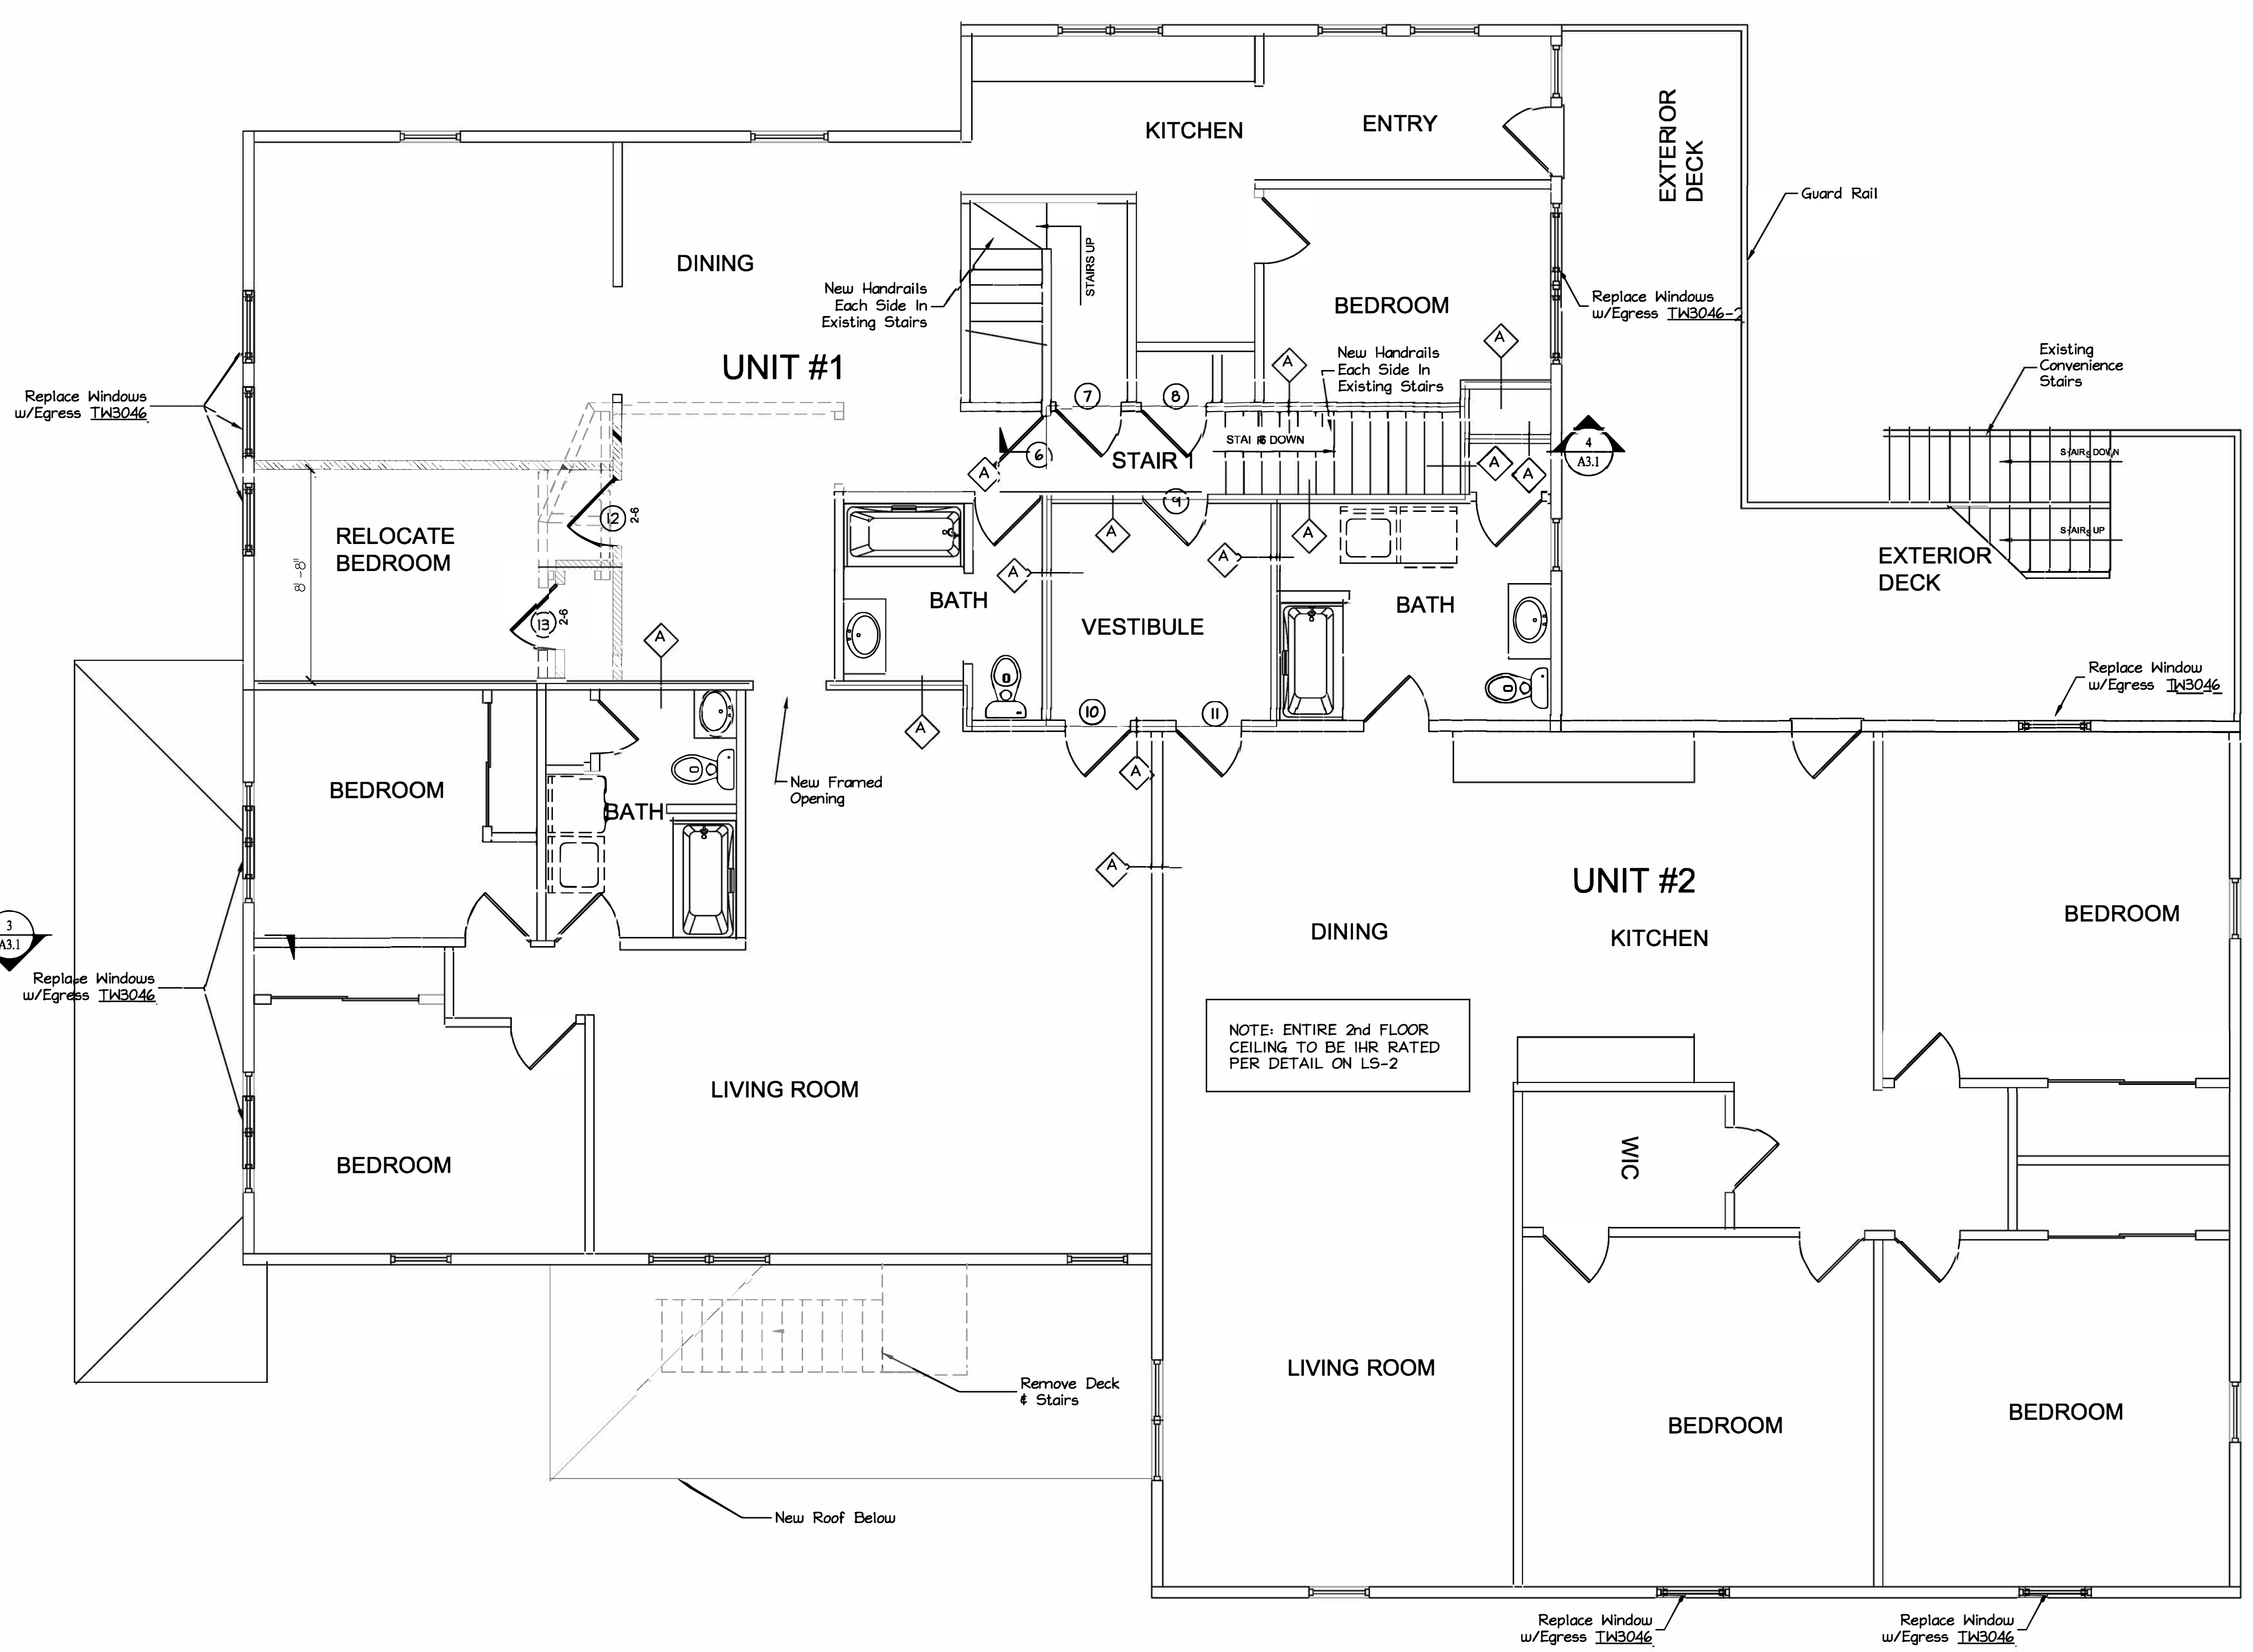 KITCHEN
ENTRY
EXTERIOR
DECK
Guard Rail
DINING
STAIRS UP
New Handrails
Each Side In
Existing Stairs
BEDROOM
Replace Windows
w/Egress TW3046-2
UNIT #1
New Handrails
Each Side In
Existing Stairs
A
A
Existing
Convenience
Stairs
Replace Windows
w/Egress TW3046
7
8
6
STAIRS DOWN
STAIR 1
A
A
A
4
A3.1
STAIRS DOWN
9
12
2-6
RELOCATE
BEDROOM
8'-8"
A
A
A
A
STAIRS UP
EXTERIOR
DECK
BATH
BATH
VESTIBULE
13
2-6
A
Replace Window
w/Egress TW3046
10
11
A
A
BEDROOM
BATH
New Framed
Opening
A
UNIT #2
BEDROOM
DINING
KITCHEN
3
A3.1
Replace Windows
w/Egress TW3046
NOTE: ENTIRE 2nd FLOOR
CEILING TO BE 1HR RATED
PER DETAIL ON LS-2
LIVING ROOM
BEDROOM
WIC
LIVING ROOM
Remove Deck
& Stairs
BEDROOM
BEDROOM
New Roof Below
Replace Window
w/Egress TW3046
Replace Window
w/Egress TW3046